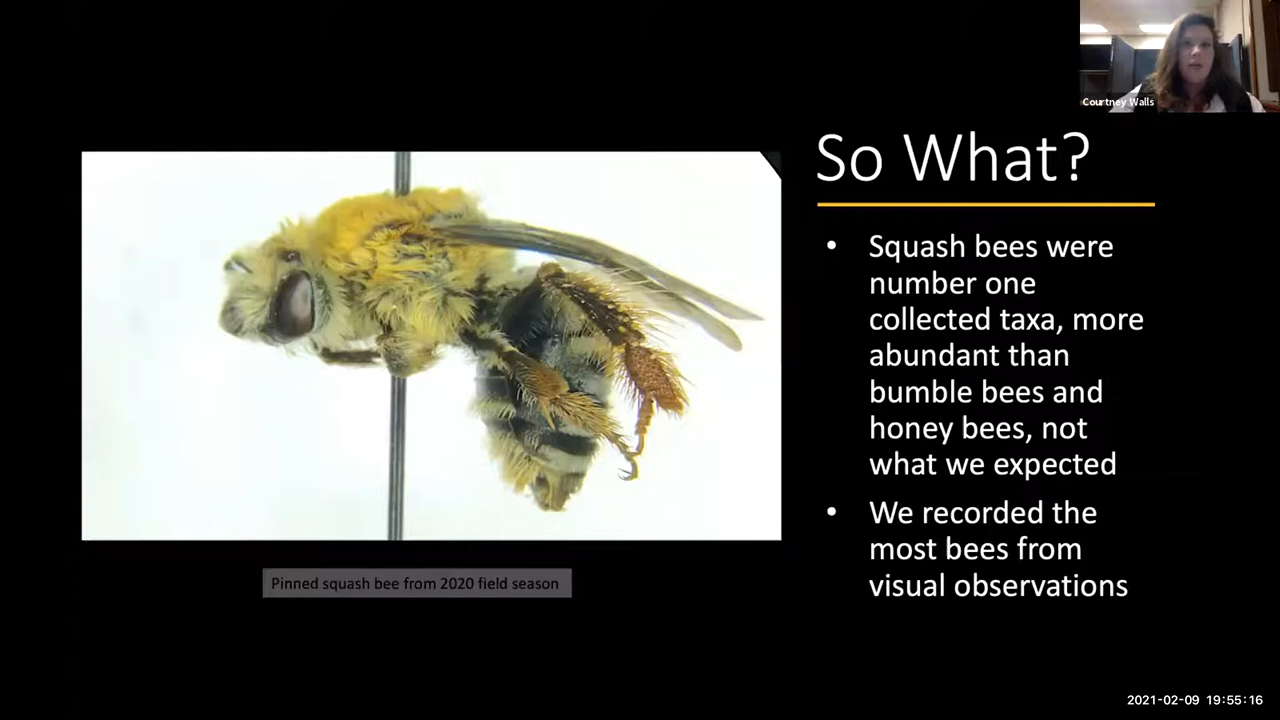 Courtney Walls
So What?
• Squash bees were
number one
collected taxa, more
abundant than
bumble bees and
honey bees, not
what we expected
• We recorded the
most bees from
visual observations
Pinned squash bee from 2020 field season
2021-02-09 19:55:16